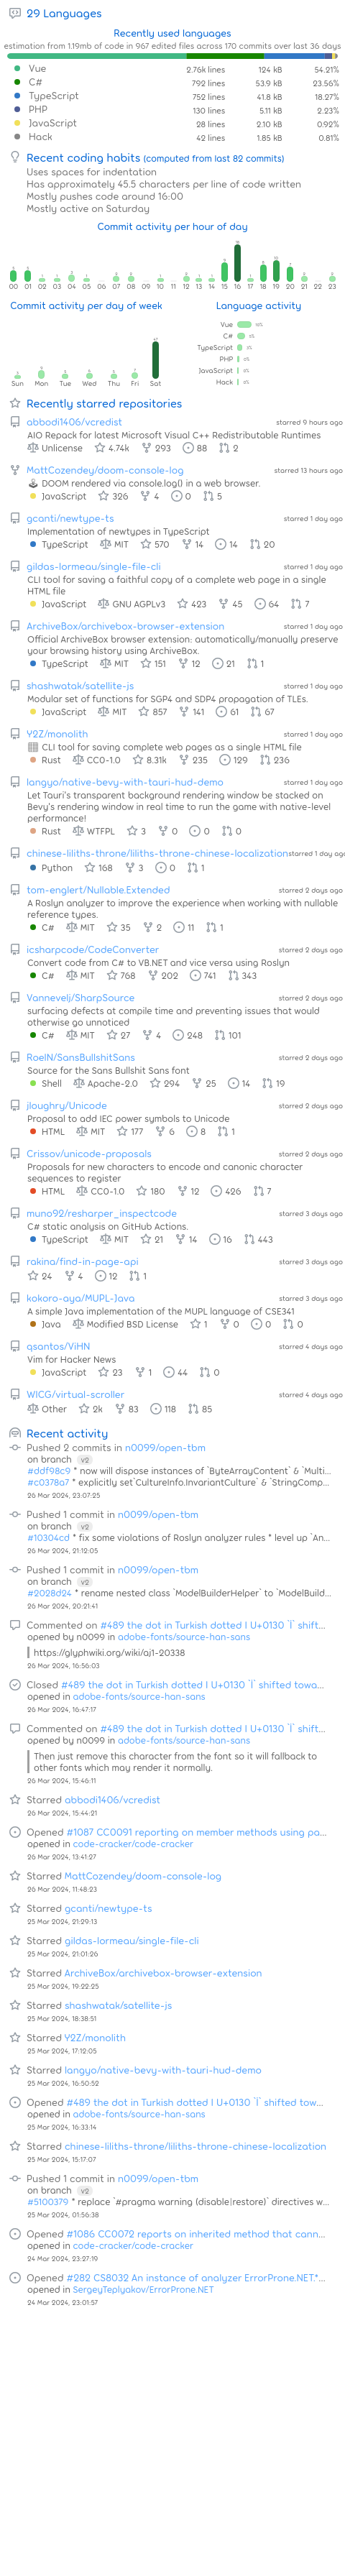 29 Languages
Recently used languages
estimation from 1.19mb of code in 967 edited files across 170 commits over last 36 days
Vue 2.76k lines 124 kB 54.21%
C# 792 lines 53.9 kB 23.56%
TypeScript 752 lines 41.8 kB 18.27%
PHP 130 lines 5.11 kB 2.23%
JavaScript 28 lines 2.10 kB 0.92%
Hack 42 lines 1.85 kB 0.81%
Recent coding habits (computed from last 82 commits)
Uses spaces for indentation
Has approximately 45.5 characters per line of code written
Mostly pushes code around 16:00
Mostly active on Saturday
Commit activity per hour of day
00 01 02 03 04 05 06 07 08 09 10 11 12 13 14 15 16 17 18 19 20 21 22 23
Commit activity per day of week Language activity
Vue
C#
TypeScript
PHP
JavaScript
Hack
Sun Mon Tue Wed Thu Fri Sat
Recently starred repositories
abbodi1406/vcredist starred 9 hours ago
AIO Repack for latest Microsoft Visual C++ Redistributable Runtimes
Unlicense 4.74k 293 88 2
MattCozendey/doom-console-log starred 13 hours ago
🕹️ DOOM rendered via console.log() in a web browser.
JavaScript 326 4 0 5
gcanti/newtype-ts starred 1 day ago
Implementation of newtypes in TypeScript
TypeScript MIT 570 14 14 20
gildas-lormeau/single-file-cli starred 1 day ago
CLI tool for saving a faithful copy of a complete web page in a single
HTML file
JavaScript GNU AGPLv3 423 45 64 7
ArchiveBox/archivebox-browser-extension starred 1 day ago
Official ArchiveBox browser extension: automatically/manually preserve
your browsing history using ArchiveBox.
TypeScript MIT 151 12 21 1
shashwatak/satellite-js starred 1 day ago
Modular set of functions for SGP4 and SDP4 propagation of TLEs.
JavaScript MIT 857 141 61 67
Y2Z/monolith starred 1 day ago
CLI tool for saving complete web pages as a single HTML file
Rust CC0-1.0 8.31k 235 129 236
langyo/native-bevy-with-tauri-hud-demo starred 1 day ago
Let Tauri's transparent background rendering window be stacked on
Bevy's rendering window in real time to run the game with native-level
performance!
Rust WTFPL 3 0 0 0
chinese-liliths-throne/liliths-throne-chinese-localization starred 1 day ago
Python 168 3 0 1
tom-englert/Nullable.Extended starred 2 days ago
A Roslyn analyzer to improve the experience when working with nullable
reference types.
C# MIT 35 2 11 1
icsharpcode/CodeConverter starred 2 days ago
Convert code from C# to VB.NET and vice versa using Roslyn
C# MIT 768 202 741 343
Vannevelj/SharpSource starred 2 days ago
surfacing defects at compile time and preventing issues that would
otherwise go unnoticed
C# MIT 27 4 248 101
RoelN/SansBullshitSans starred 2 days ago
Source for the Sans Bullshit Sans font
Shell Apache-2.0 294 25 14 19
jloughry/Unicode starred 2 days ago
Proposal to add IEC power symbols to Unicode
HTML MIT 177 6 8 1
Crissov/unicode-proposals starred 2 days ago
Proposals for new characters to encode and canonic character
sequences to register
HTML CC0-1.0 180 12 426 7
muno92/resharper_inspectcode starred 3 days ago
C# static analysis on GitHub Actions.
TypeScript MIT 21 14 16 443
rakina/find-in-page-api starred 3 days ago
24 4 12 1
kokoro-aya/MUPL-Java starred 3 days ago
A simple Java implementation of the MUPL language of CSE341
Java Modified BSD License 1 0 0 0
qsantos/ViHN starred 4 days ago
Vim for Hacker News
JavaScript 23 1 44 0
WICG/virtual-scroller starred 4 days ago
Other 2k 83 118 85
Recent activity
Pushed 2 commits in n0099/open-tbm
on branch v2
#ddf98c9 * now will dispose instances of `ByteArrayContent` & `Multi...
#c0378a7 * explicitly set`CultureInfo.InvariantCulture` & `StringComp...
26 Mar 2024, 23:07:25
Pushed 1 commit in n0099/open-tbm
on branch v2
#10304cd * fix some violations of Roslyn analyzer rules * level up `An...
26 Mar 2024, 21:12:05
Pushed 1 commit in n0099/open-tbm
on branch v2
#2028d24 * rename nested class `ModelBuilderHelper` to `ModelBuild...
26 Mar 2024, 20:21:41
Commented on #489 the dot in Turkish dotted I U+0130 `İ` shift...
opened by n0099 in adobe-fonts/source-han-sans
https://glyphwiki.org/wiki/aj1-20338
26 Mar 2024, 16:56:03
Closed #489 the dot in Turkish dotted I U+0130 `İ` shifted towa...
opened in adobe-fonts/source-han-sans
26 Mar 2024, 16:47:17
Commented on #489 the dot in Turkish dotted I U+0130 `İ` shift...
opened by n0099 in adobe-fonts/source-han-sans
Then just remove this character from the font so it will fallback to
other fonts which may render it normally.
26 Mar 2024, 15:46:11
Starred abbodi1406/vcredist
26 Mar 2024, 15:44:21
Opened #1087 CC0091 reporting on member methods using pa...
opened in code-cracker/code-cracker
26 Mar 2024, 13:41:27
Starred MattCozendey/doom-console-log
26 Mar 2024, 11:48:23
Starred gcanti/newtype-ts
25 Mar 2024, 21:29:13
Starred gildas-lormeau/single-file-cli
25 Mar 2024, 21:01:26
Starred ArchiveBox/archivebox-browser-extension
25 Mar 2024, 19:22:25
Starred shashwatak/satellite-js
25 Mar 2024, 18:38:51
Starred Y2Z/monolith
25 Mar 2024, 17:12:05
Starred langyo/native-bevy-with-tauri-hud-demo
25 Mar 2024, 16:50:52
Opened #489 the dot in Turkish dotted I U+0130 `İ` shifted tow...
opened in adobe-fonts/source-han-sans
25 Mar 2024, 16:33:14
Starred chinese-liliths-throne/liliths-throne-chinese-localization
25 Mar 2024, 15:17:07
Pushed 1 commit in n0099/open-tbm
on branch v2
#5100379 * replace `#pragma warning (disable|restore)` directives w...
25 Mar 2024, 01:56:38
Opened #1086 CC0072 reports on inherited method that cann...
opened in code-cracker/code-cracker
24 Mar 2024, 23:27:19
Opened #282 CS8032 An instance of analyzer ErrorProne.NET.*...
opened in SergeyTeplyakov/ErrorProne.NET
24 Mar 2024, 23:01:57